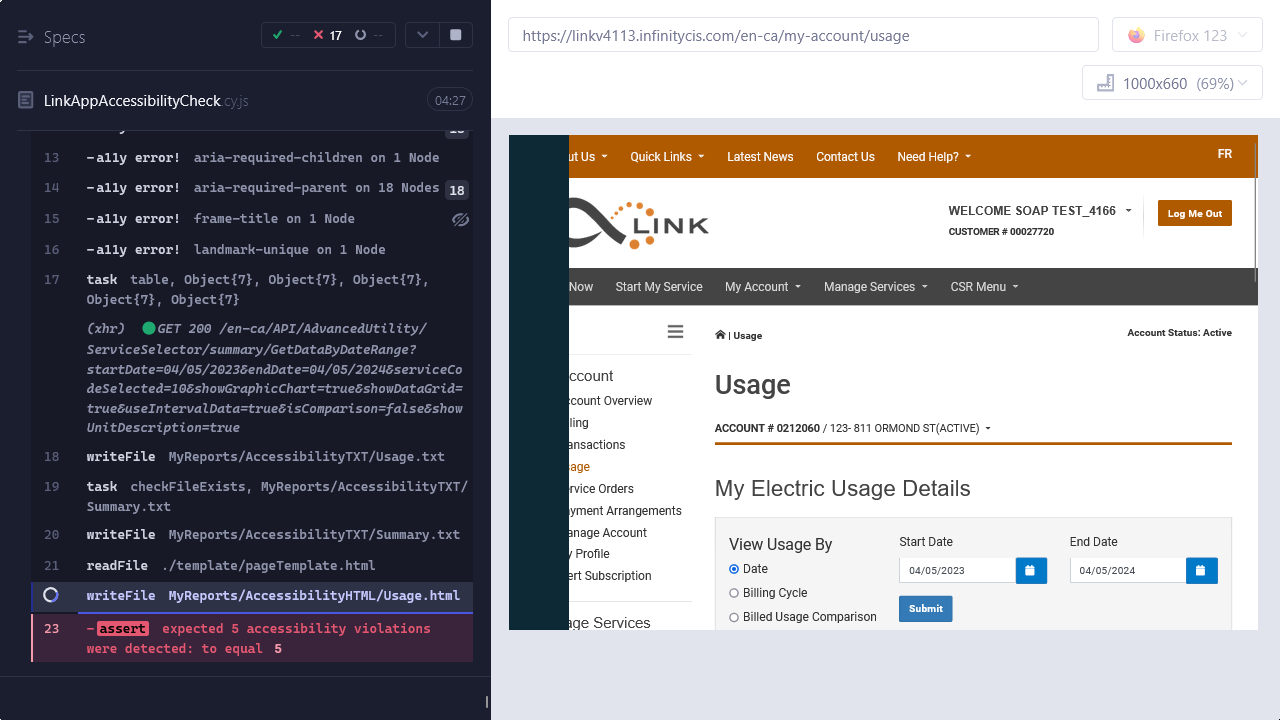 Specs
-- 17 --
LinkAppAccessibilityCheck.cy.js
04:27
13 -a11y error! aria-required-children on 1 Node
14 -a11y error! aria-required-parent on 18 Nodes 18
15 -a11y error! frame-title on 1 Node
16 -a11y error! landmark-unique on 1 Node
17 task table, Object{7}, Object{7}, Object{7},
Object{7}, Object{7}
(xhr) GET 200 /en-ca/API/AdvancedUtility/
ServiceSelector/summary/GetDataByDateRange?
startDate=04/05/2023&endDate=04/05/2024&serviceCo
deSelected=10&showGraphicChart=true&showDataGrid=
true&useIntervalData=true&isComparison=false&show
UnitDescription=true
18 writeFile MyReports/AccessibilityTXT/Usage.txt
19 task checkFileExists, MyReports/AccessibilityTXT/
Summary.txt
20 writeFile MyReports/AccessibilityTXT/Summary.txt
21 readFile ./template/pageTemplate.html
writeFile MyReports/AccessibilityHTML/Usage.html
23 -assert expected 5 accessibility violations
were detected: to equal 5
https://linkv4113.infinitycis.com/en-ca/my-account/usage
Firefox 123
1000x660 (69%)
ut Us
Quick Links
Latest News
Contact Us
Need Help?
FR
LINK
WELCOME SOAP TEST_4166
CUSTOMER # 00027720
Log Me Out
Now
Start My Service
My Account
Manage Services
CSR Menu
| Usage
Account Status: Active
ccount
ccount Overview
lling
ansactions
sage
ervice Orders
yment Arrangements
anage Account
y Profile
ert Subscription
age Services
Usage
ACCOUNT # 0212060 / 123- 811 ORMOND ST(ACTIVE)
My Electric Usage Details
View Usage By
Date
Billing Cycle
Billed Usage Comparison
Start Date
04/05/2023
Submit
End Date
04/05/2024